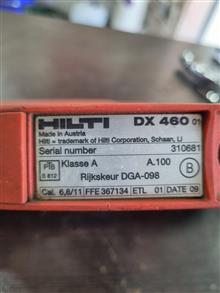 HILTI DX 460 01
Made in Austria
Hilti = trademark of Hilti Corporation, Schaan, LI
Serial number 310681
PTB
S 812
Klasse A A.100
B
Rijkskeur DGA-098
Cal. 6,8/11 FFE 367134 ETL 01 DATE 09